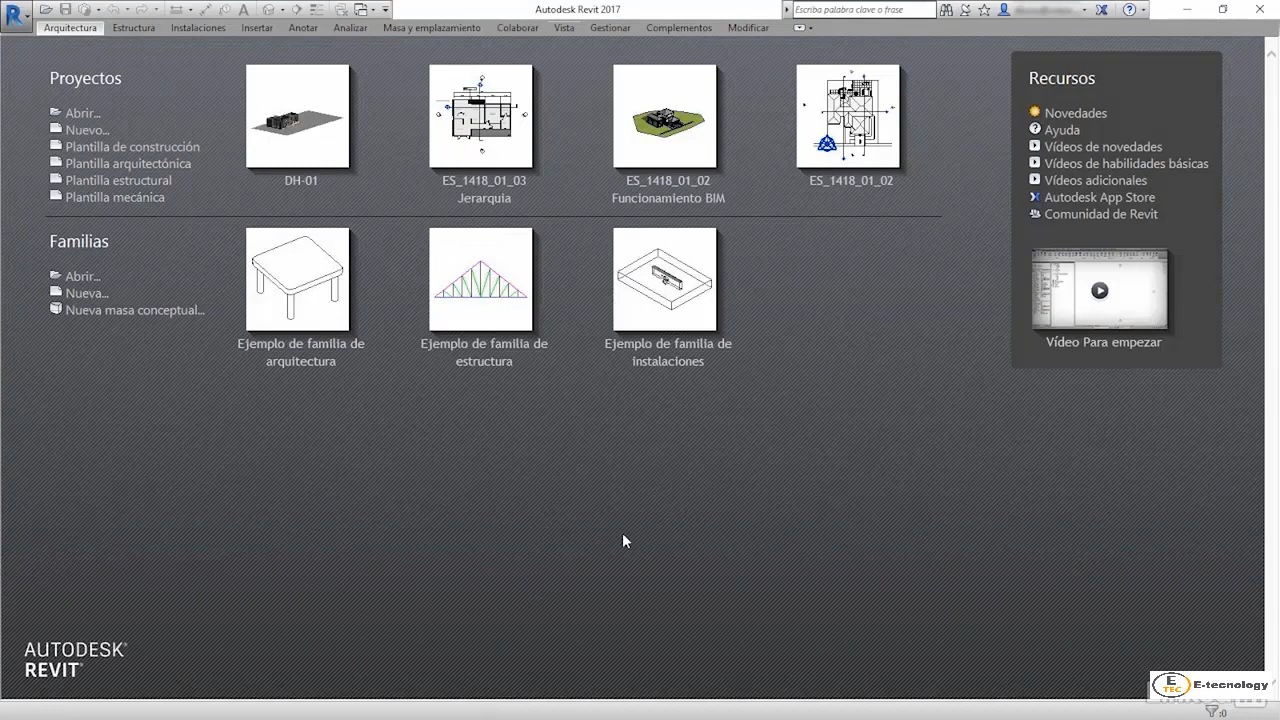 Autodesk Revit 2017
Escriba palabra clave o frase
Arquitectura Estructura Instalaciones Insertar Anotar Analizar Masa y emplazamiento Colaborar Vista Gestionar Complementos Modificar
Proyectos
Abrir...
Nuevo...
Plantilla de construcción
Plantilla arquitectónica
Plantilla estructural
Plantilla mecánica
DH-01
ES_1418_01_03
Jerarquia
ES_1418_01_02
Funcionamiento BIM
ES_1418_01_02
Familias
Abrir...
Nueva...
Nueva masa conceptual...
Ejemplo de familia de
arquitectura
Ejemplo de familia de
estructura
Ejemplo de familia de
instalaciones
Recursos
Novedades
Ayuda
Vídeos de novedades
Vídeos de habilidades básicas
Vídeos adicionales
Autodesk App Store
Comunidad de Revit
Vídeo Para empezar
AUTODESK®
REVIT®
E
TEC
E-tecnology
:0